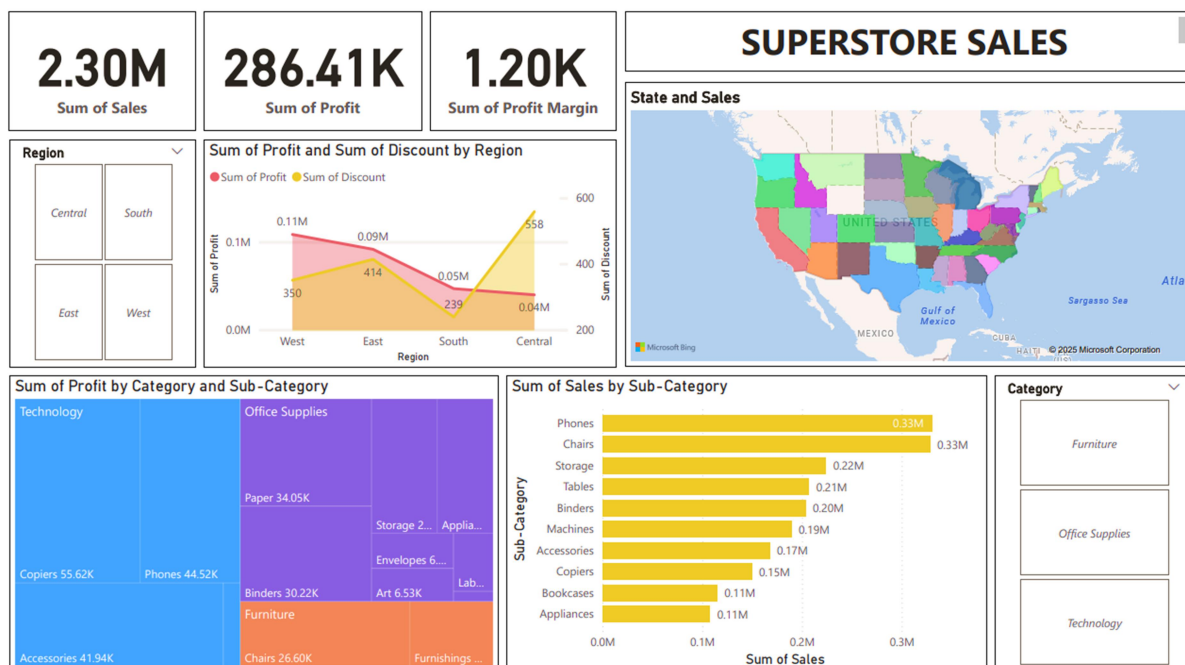 2.30M
Sum of Sales
286.41K
Sum of Profit
1.20K
Sum of Profit Margin
SUPERSTORE SALES
Region
Central
South
East
West
Sum of Profit and Sum of Discount by Region
Sum of Profit
Sum of Discount
Sum of Profit
0.1M
0.0M
0.11M
0.09M
0.05M
0.04M
350
414
239
558
600
400
200
Sum of Discount
West
East
South
Central
Region
State and Sales
UNITED STATES
MEXICO
Gulf of
Mexico
CUBA
HAITI
Sargasso Sea
Atla
Microsoft Bing
© 2025 Microsoft Corporation
Sum of Profit by Category and Sub-Category
Technology
Copiers 55.62K
Phones 44.52K
Accessories 41.94K
Office Supplies
Paper 34.05K
Binders 30.22K
Storage 2...
Applia...
Envelopes 6....
Art 6.53K
Lab...
Furniture
Chairs 26.60K
Furnishings ...
Sum of Sales by Sub-Category
Sub-Category
Phones 0.33M
Chairs 0.33M
Storage 0.22M
Tables 0.21M
Binders 0.20M
Machines 0.19M
Accessories 0.17M
Copiers 0.15M
Bookcases 0.11M
Appliances 0.11M
0.0M 0.1M 0.2M 0.3M
Sum of Sales
Category
Furniture
Office Supplies
Technology